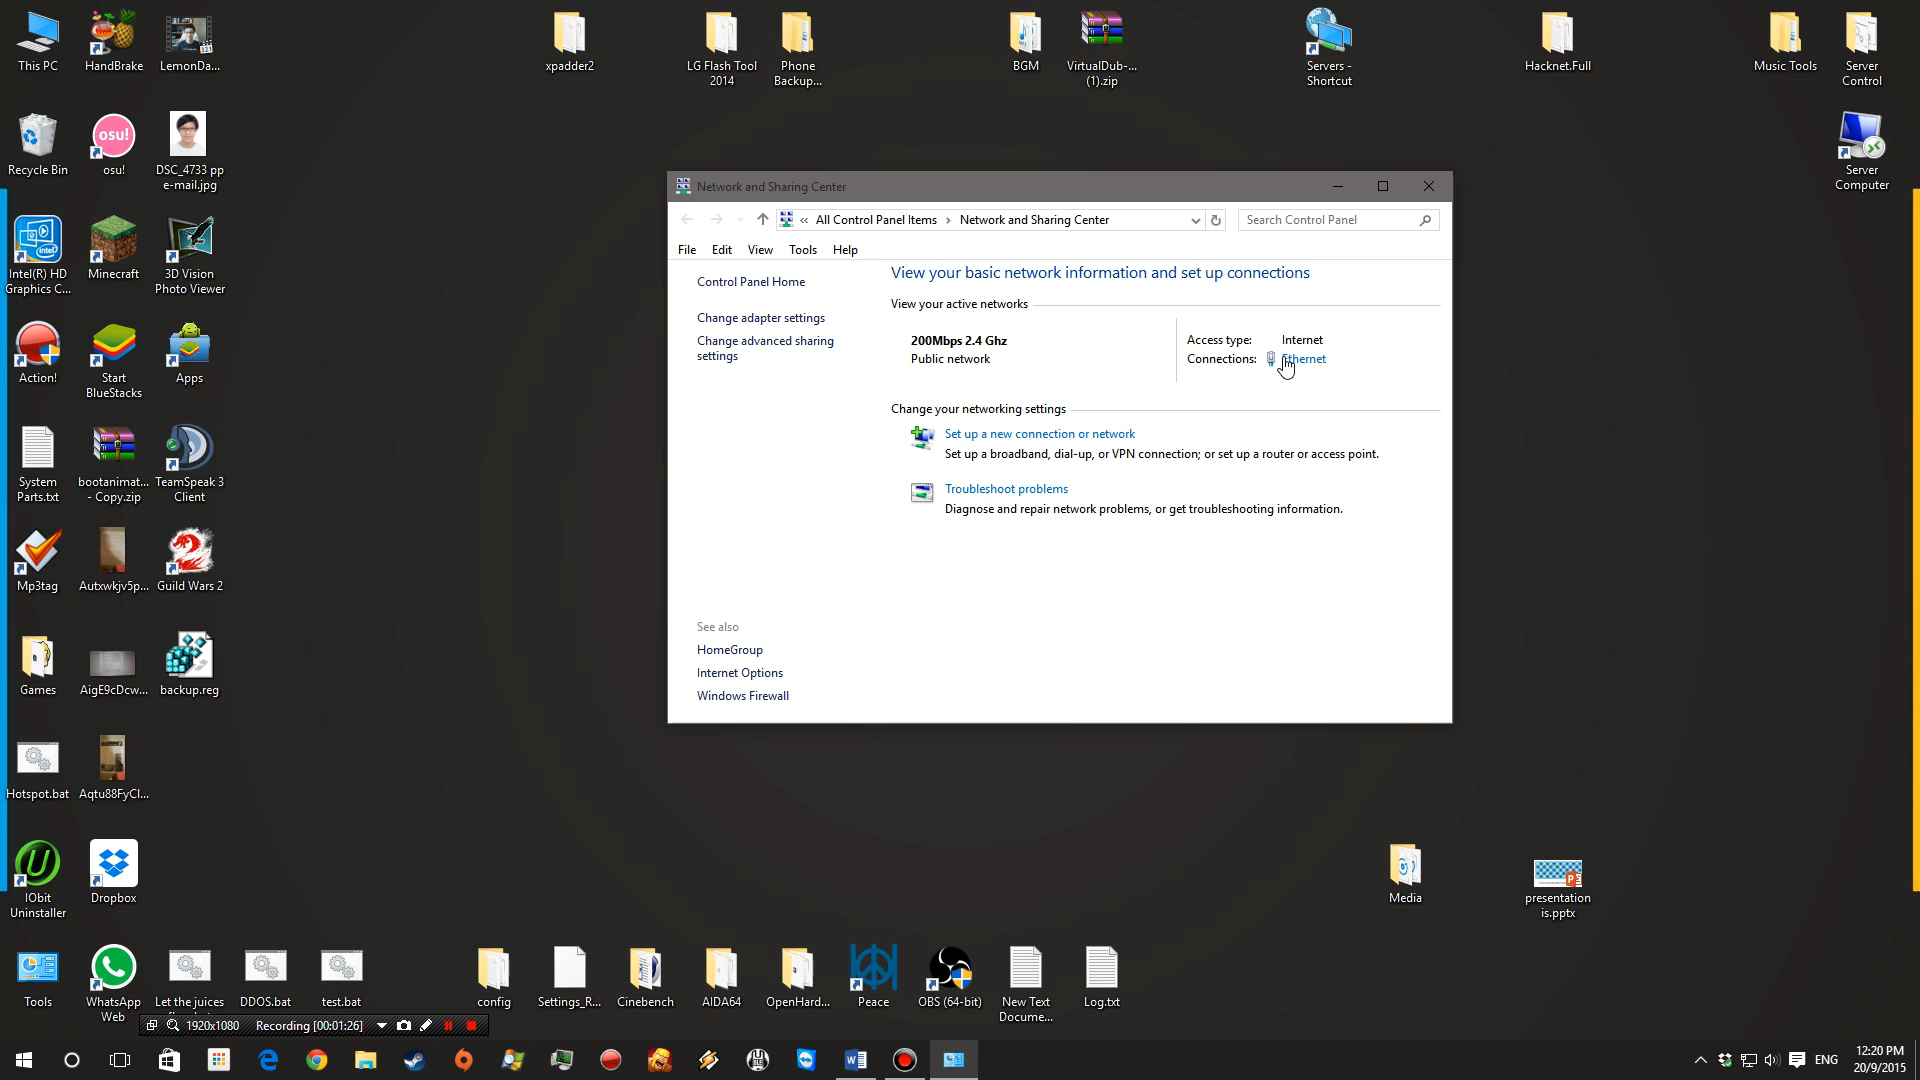 This PC
HandBrake
LemonDa...
xpadder2
LG Flash Tool
2014
Phone
Backup...
BGM
VirtualDub-...
(1).zip
Servers -
Shortcut
Hacknet.Full
Music Tools
Server
Control
Recycle Bin
osu!
osu!
DSC_4733 pp
e-mail.jpg
Server
Computer
Intel(R) HD
Graphics C...
Minecraft
3D Vision
Photo Viewer
Action!
Start
BlueStacks
Apps
System
Parts.txt
bootanimat...
- Copy.zip
TeamSpeak 3
Client
Mp3tag
Autxwkjv5p...
Guild Wars 2
Games
AigE9cDcw...
backup.reg
Hotspot.bat
Aqtu88FyCl...
IObit
Uninstaller
Dropbox
Media
presentation
is.pptx
Tools
WhatsApp
Web
Let the juices
DDOS.bat
test.bat
config
Settings_R...
Cinebench
AIDA64
OpenHard...
Peace
OBS (64-bit)
New Text
Docume...
Log.txt
Network and Sharing Center
« All Control Panel Items › Network and Sharing Center
Search Control Panel
File Edit View Tools Help
Control Panel Home
Change adapter settings
Change advanced sharing
settings
View your basic network information and set up connections
View your active networks
200Mbps 2.4 Ghz
Public network
Access type: Internet
Connections: Ethernet
Change your networking settings
Set up a new connection or network
Set up a broadband, dial-up, or VPN connection; or set up a router or access point.
Troubleshoot problems
Diagnose and repair network problems, or get troubleshooting information.
See also
HomeGroup
Internet Options
Windows Firewall
1920x1080 Recording [00:01:26]
ENG
12:20 PM
20/9/2015